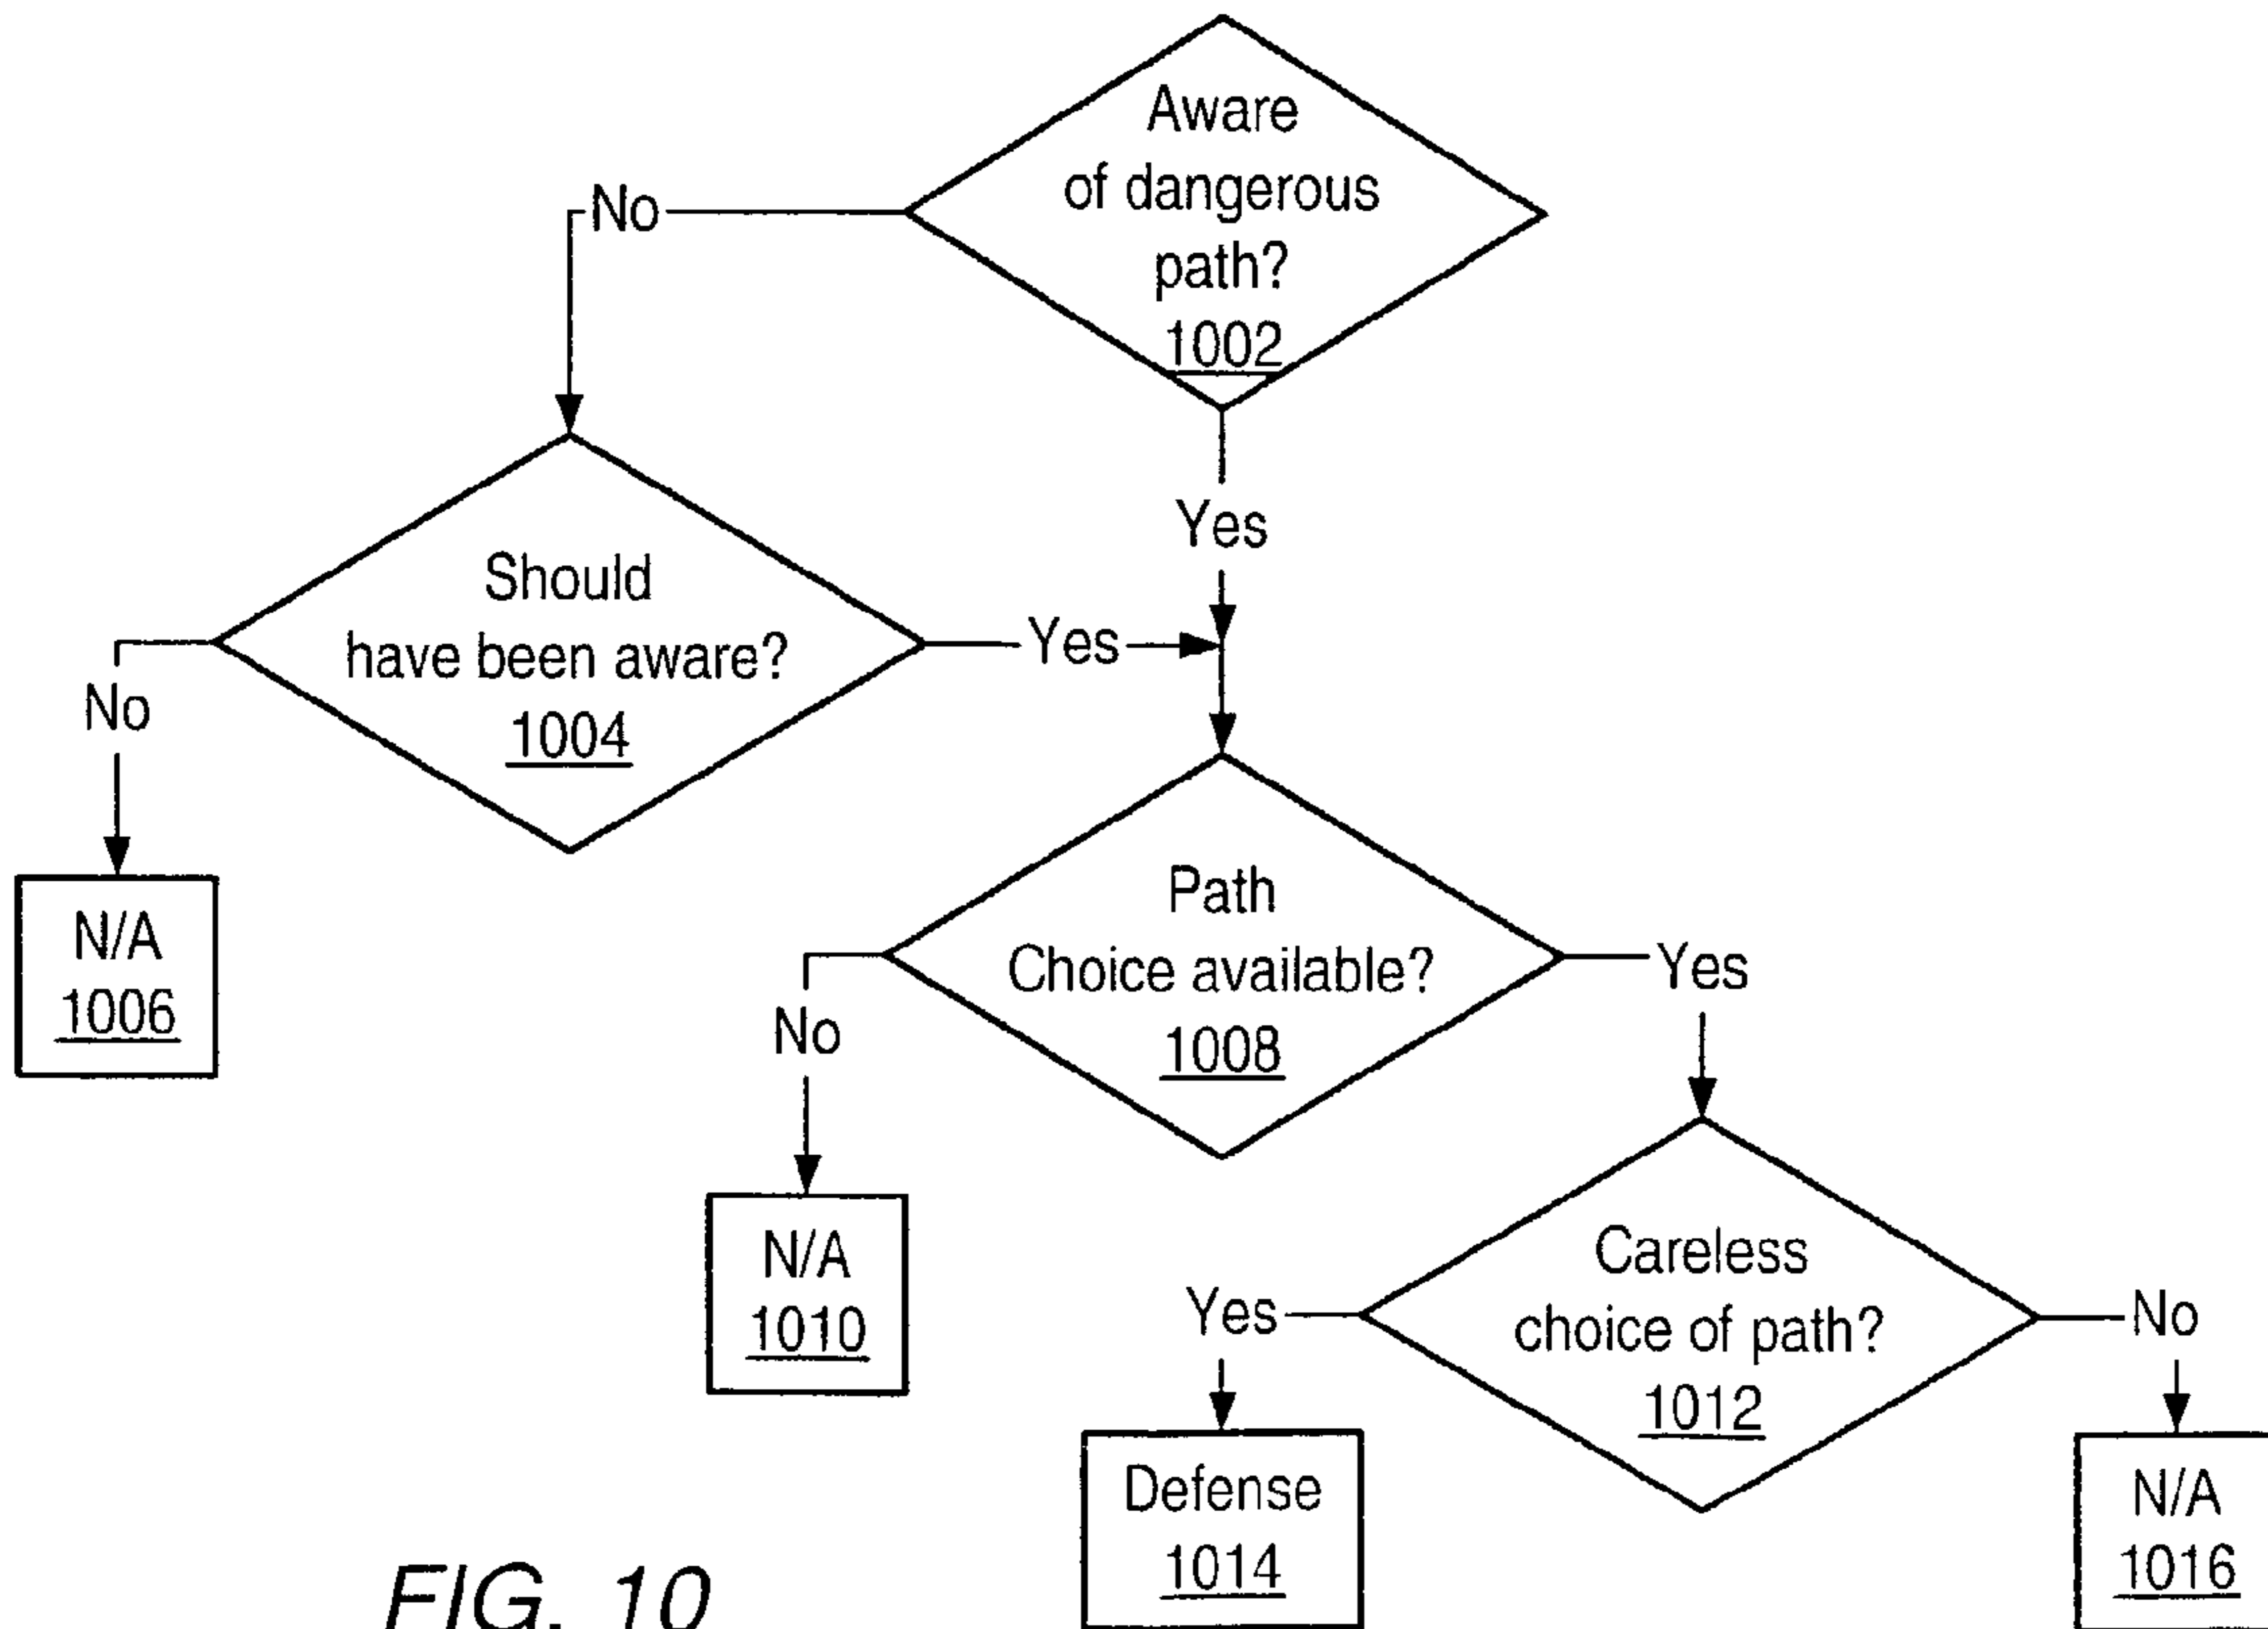 Aware
of dangerous
path?
1002
No
Yes
Should
have been aware?
1004
Yes
No
N/A
1006
Path
Choice available?
1008
Yes
No
N/A
1010
Careless
choice of path?
1012
Yes
No
Defense
1014
N/A
1016
FIG. 10